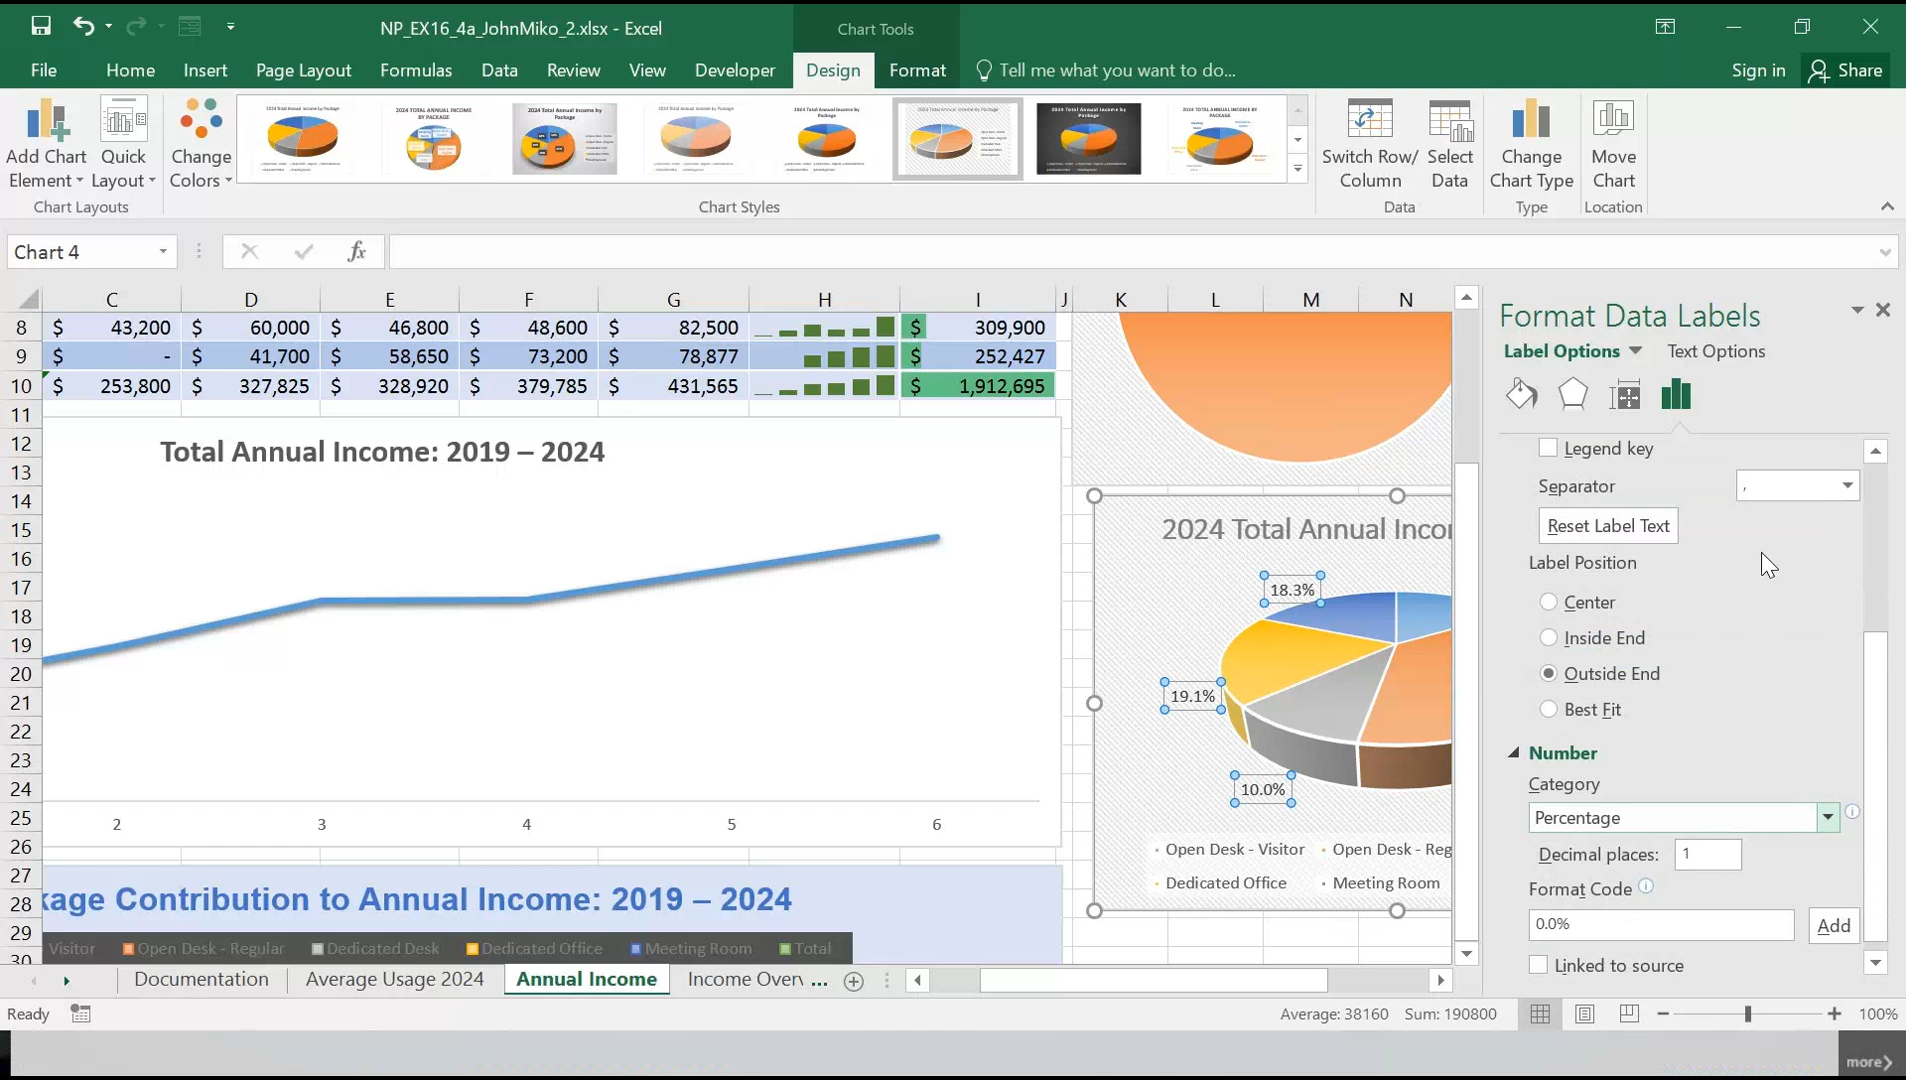 NP_EX16_4a_JohnMiko_2.xlsx - Excel
Chart Tools
File Home Insert Page Layout Formulas Data Review View Developer Design Format Tell me what you want to do... Sign in Share
Add Chart Element
Quick Layout
Change Colors
Switch Row/ Column
Select Data
Change Chart Type
Move Chart
Chart Layouts Chart Styles Data Type Location
Chart 4 fx
C D E F G H I J K L M N
8 $ 43,200 $ 60,000 $ 46,800 $ 48,600 $ 82,500 $ 309,900
9 $ - $ 41,700 $ 58,650 $ 73,200 $ 78,877 $ 252,427
10 $ 253,800 $ 327,825 $ 328,920 $ 379,785 $ 431,565 $ 1,912,695
11
12
13
14
15
16
17
18
19
20
21
22
23
24
25
26
27
28
29
30
Total Annual Income: 2019 – 2024
2 3 4 5 6
kage Contribution to Annual Income: 2019 – 2024
Visitor Open Desk - Regular Dedicated Desk Dedicated Office Meeting Room Total
2024 Total Annual Incor
18.3%
19.1%
10.0%
Open Desk - Visitor Open Desk - Reg
Dedicated Office Meeting Room
Format Data Labels
Label Options Text Options
Legend key
Separator ,
Reset Label Text
Label Position
Center
Inside End
Outside End
Best Fit
Number
Category
Percentage
Decimal places: 1
Format Code
0.0% Add
Linked to source
Documentation Average Usage 2024 Annual Income Income Overv ...
Ready Average: 38160 Sum: 190800 100%
more